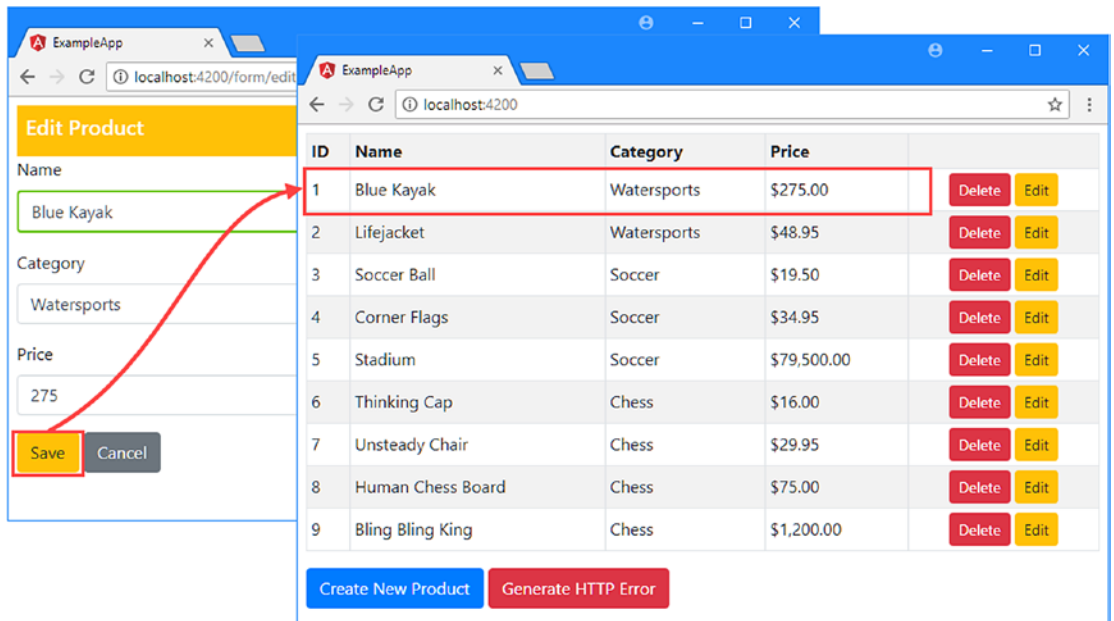 ExampleApp
localhost:4200/form/edit
Edit Product
Name
Blue Kayak
Category
Watersports
Price
275
Save Cancel
ExampleApp
localhost:4200
ID Name Category Price
1 Blue Kayak Watersports $275.00 Delete Edit
2 Lifejacket Watersports $48.95 Delete Edit
3 Soccer Ball Soccer $19.50 Delete Edit
4 Corner Flags Soccer $34.95 Delete Edit
5 Stadium Soccer $79,500.00 Delete Edit
6 Thinking Cap Chess $16.00 Delete Edit
7 Unsteady Chair Chess $29.95 Delete Edit
8 Human Chess Board Chess $75.00 Delete Edit
9 Bling Bling King Chess $1,200.00 Delete Edit
Create New Product Generate HTTP Error